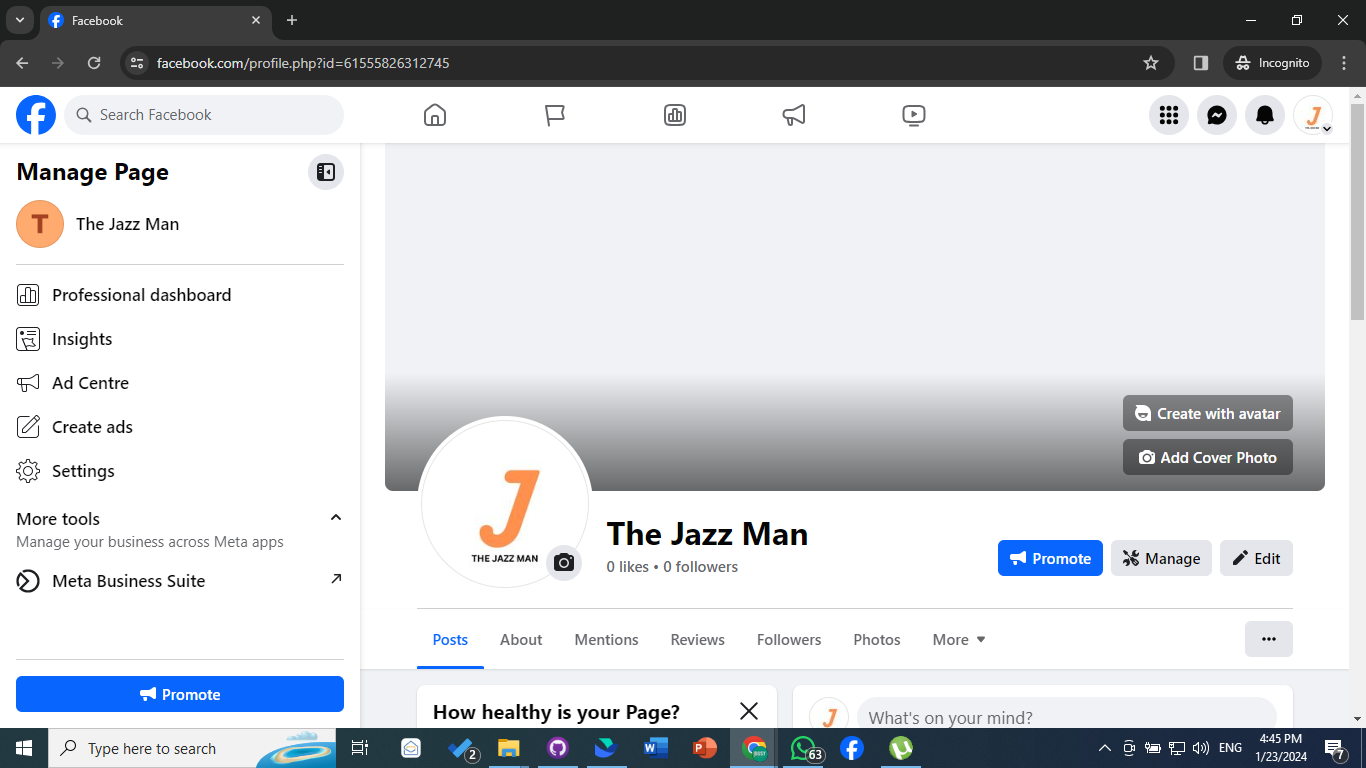 Facebook
facebook.com/profile.php?id=61555826312745
Incognito
Search Facebook
J
THE JAZZ MAN
Manage Page
T
The Jazz Man
Professional dashboard
Insights
Ad Centre
Create ads
Settings
More tools
Manage your business across Meta apps
Meta Business Suite
Promote
Create with avatar
Add Cover Photo
J
THE JAZZ MAN
The Jazz Man
0 likes • 0 followers
Promote
Manage
Edit
Posts
About
Mentions
Reviews
Followers
Photos
More
How healthy is your Page?
J
What's on your mind?
Type here to search
2
63
ENG
4:45 PM
1/23/2024
7